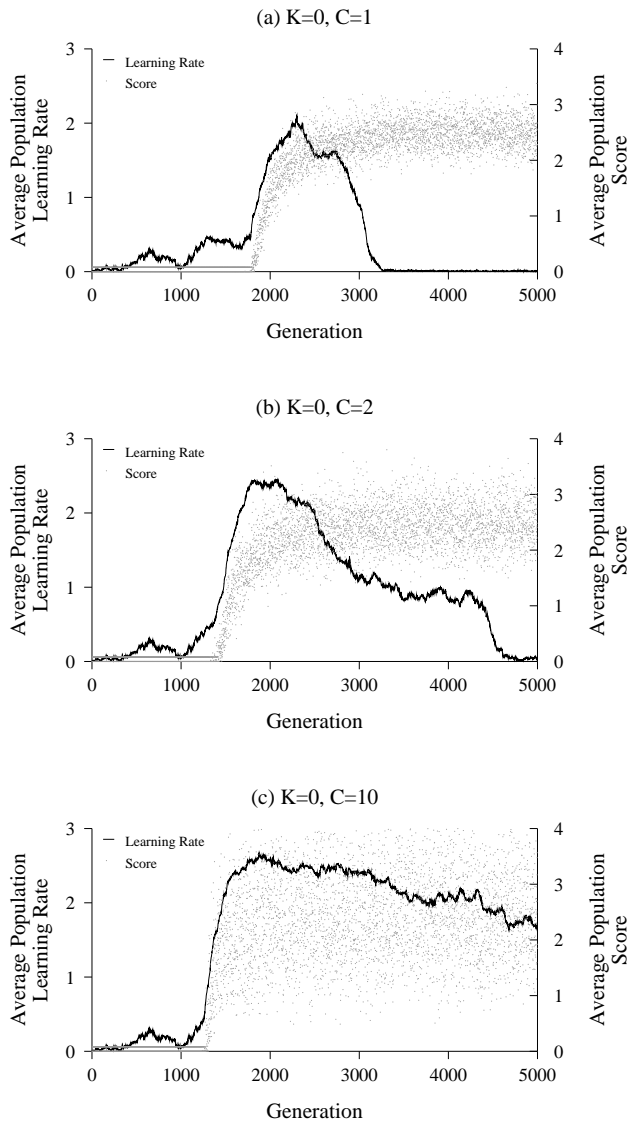 (a) K=0, C=1
3
2
1
0
4
3
2
1
0
Learning Rate
Score
Average Population
Learning Rate
Average Population
Score
0 1000 2000 3000 4000 5000
Generation
(b) K=0, C=2
3
2
1
0
4
3
2
1
0
Learning Rate
Score
Average Population
Learning Rate
Average Population
Score
0 1000 2000 3000 4000 5000
Generation
(c) K=0, C=10
3
2
1
0
4
3
2
1
0
Learning Rate
Score
Average Population
Learning Rate
Average Population
Score
0 1000 2000 3000 4000 5000
Generation